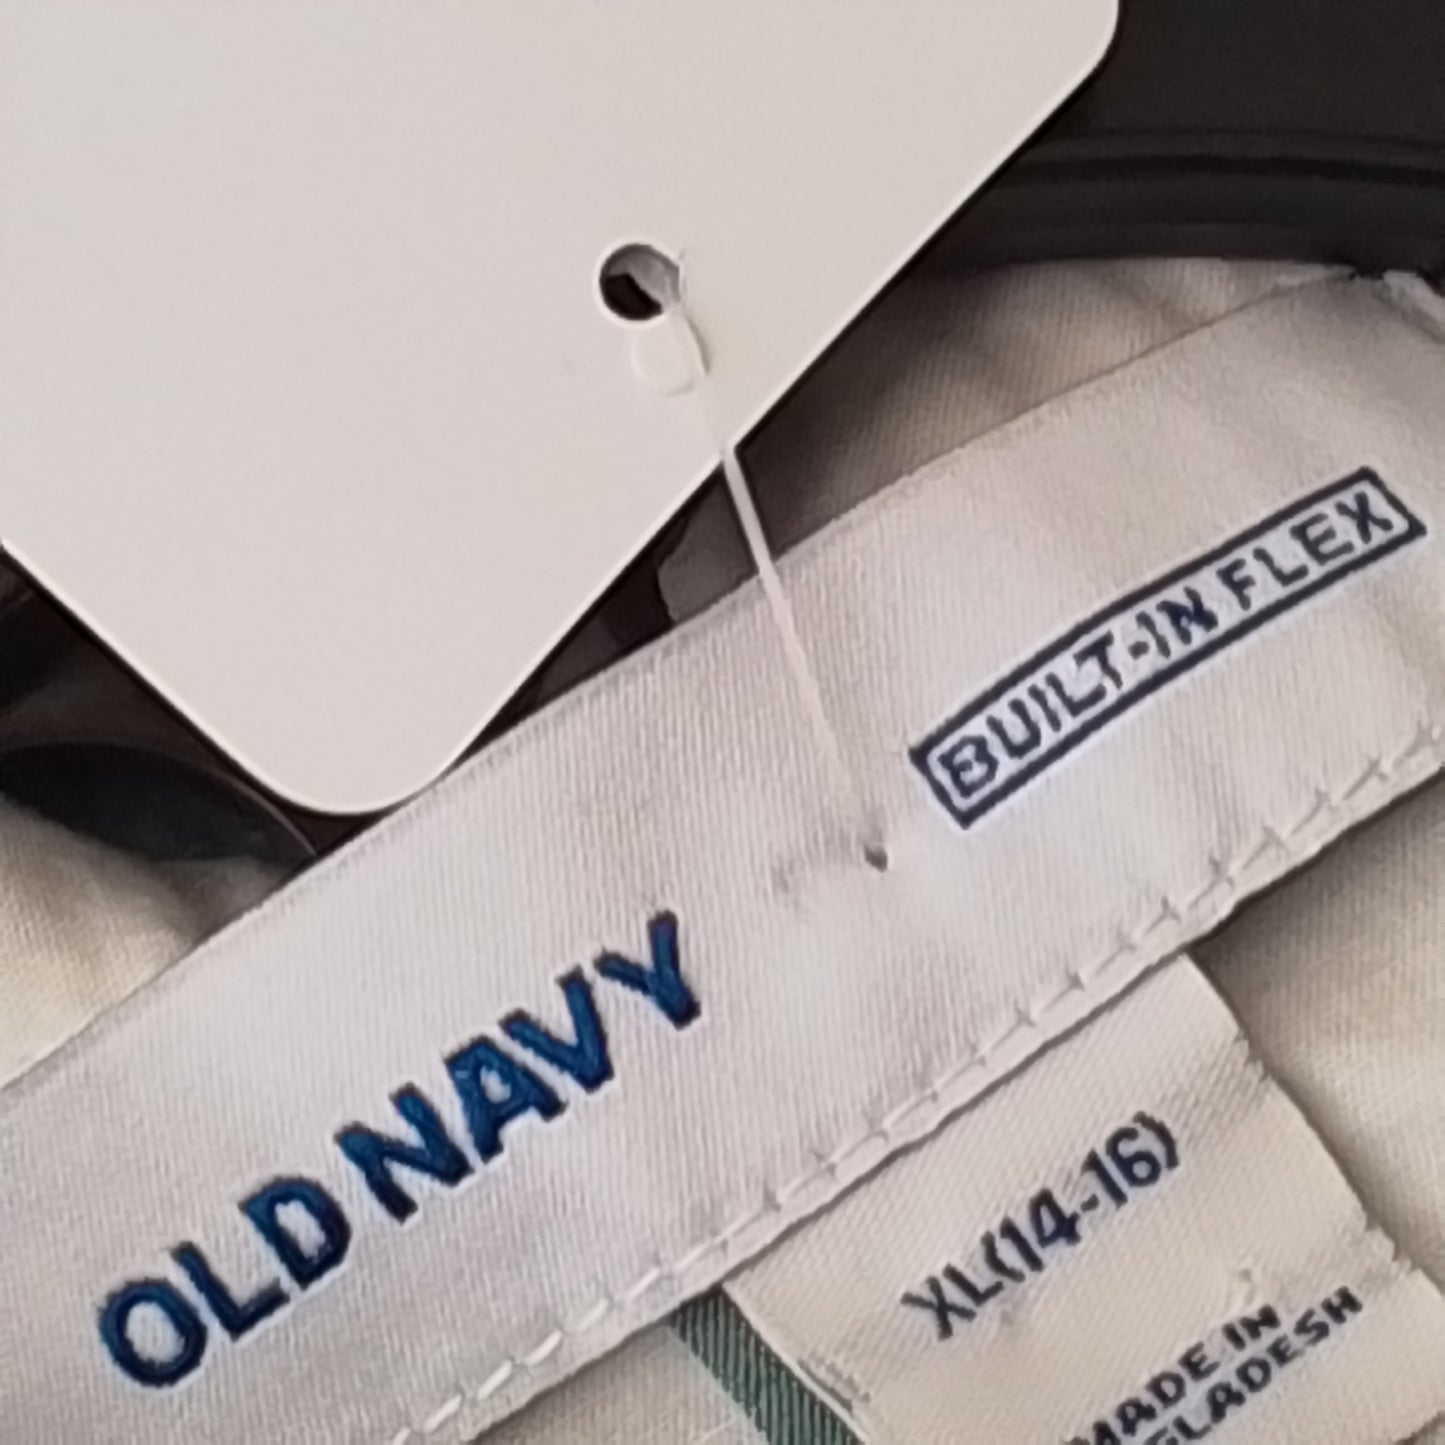 BUILT-IN FLEX
OLD NAVY
XL(14-16)
MADE IN